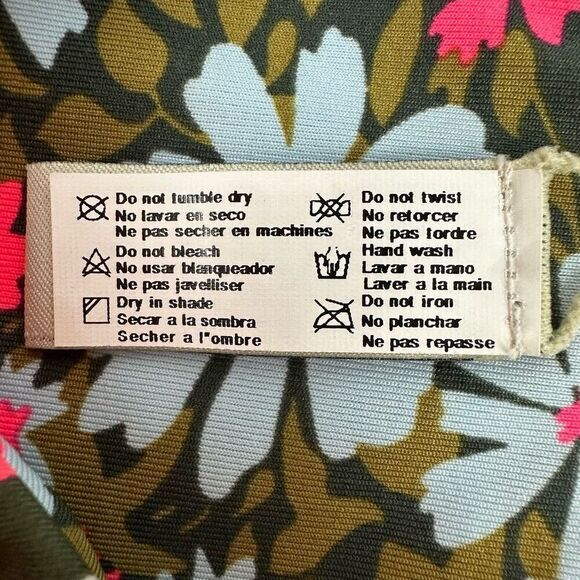 Do not tumble dry
No lavar en seco
Ne pas secher en machines
Do not bleach
No usar blanqueador
Ne pas javelliser
Dry in shade
Secar a la sombra
Secher a l"ombre
Do not twist
No retorcer
Ne pas tordre
Hand wash
Lavar a mano
Laver a la main
Do not iron
No planchar
Ne pas repasse